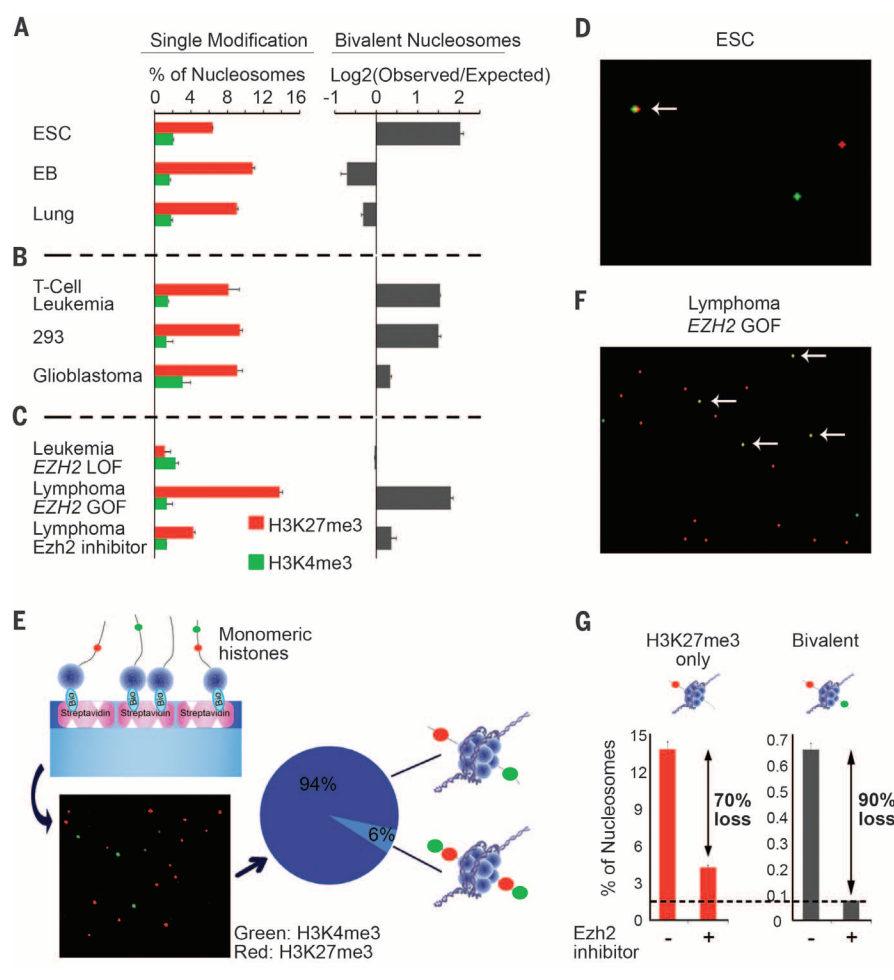 A
Single Modification
Bivalent Nucleosomes
% of Nucleosomes
Log2(Observed/Expected)
0 4 8 12 16
-1 0 1 2
ESC
EB
Lung
B
T-Cell
Leukemia
293
Glioblastoma
C
Leukemia
EZH2 LOF
Lymphoma
EZH2 GOF
Lymphoma
Ezh2 inhibitor
H3K27me3
H3K4me3
D
ESC
F
Lymphoma
EZH2 GOF
E
Monomeric
histones
Bio Bio Bio Bio
Streptavidin Streptavidin Streptavidin
94%
6%
Green: H3K4me3
Red: H3K27me3
G
H3K27me3
only
Bivalent
% of Nucleosomes
15
12
9
6
3
0
70%
loss
0.7
0.6
0.5
0.4
0.3
0.2
0.1
0
90%
loss
Ezh2
inhibitor
- + - +